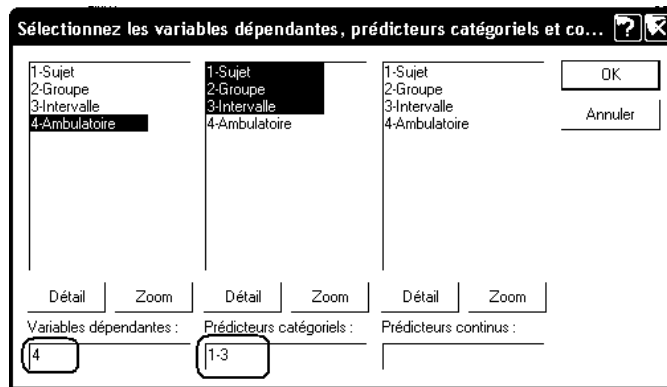 Sélectionnez les variables dépendantes, prédicteurs catégoriels et co...
1-Sujet
2-Groupe
3-Intervalle
4-Ambulatoire
1-Sujet
2-Groupe
3-Intervalle
4-Ambulatoire
1-Sujet
2-Groupe
3-Intervalle
4-Ambulatoire
OK
Annuler
Détail Zoom Détail Zoom Détail Zoom
Variables dépendantes : Prédicteurs catégoriels : Prédicteurs continus :
4 1-3